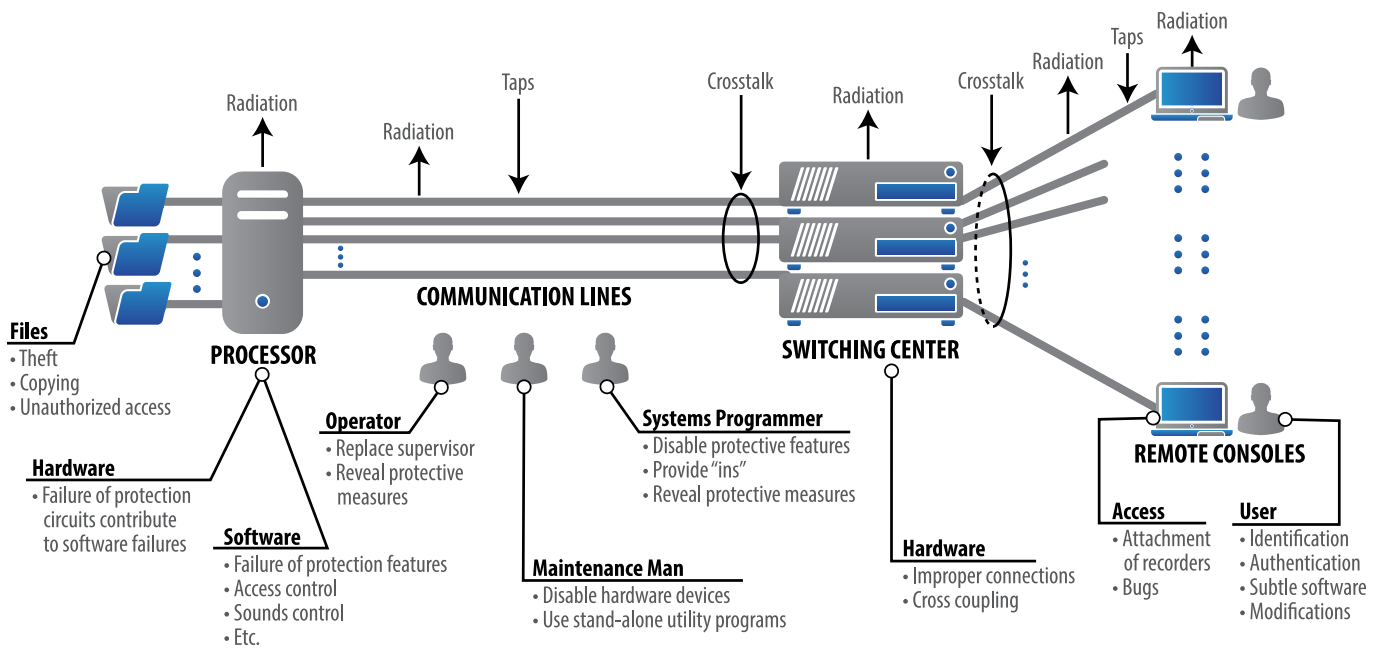 Radiation
Taps
Radiation
Crosstalk
Radiation
Crosstalk
Radiation
Taps
Radiation
COMMUNICATION LINES
PROCESSOR
SWITCHING CENTER
REMOTE CONSOLES
Files
• Theft
• Copying
• Unauthorized access
Hardware
• Failure of protection
circuits contribute
to software failures
Software
• Failure of protection features
• Access control
• Sounds control
• Etc.
Operator
• Replace supervisor
• Reveal protective
measures
Maintenance Man
• Disable hardware devices
• Use stand-alone utility programs
Systems Programmer
• Disable protective features
• Provide “ins”
• Reveal protective measures
Hardware
• Improper connections
• Cross coupling
Access
• Attachment
of recorders
• Bugs
User
• Identification
• Authentication
• Subtle software
• Modifications